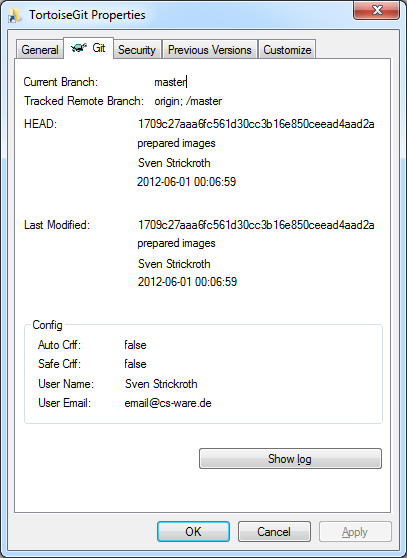 TortoiseGit Properties
General Git Security Previous Versions Customize
Current Branch: master
Tracked Remote Branch: origin; /master
HEAD: 1709c27aaa6fc561d30cc3b16e850ceead4aad2a
prepared images
Sven Strickroth
2012-06-01 00:06:59
Last Modified: 1709c27aaa6fc561d30cc3b16e850ceead4aad2a
prepared images
Sven Strickroth
2012-06-01 00:06:59
Config
Auto Crlf: false
Safe Crlf: false
User Name: Sven Strickroth
User Email: email@cs-ware.de
Show log
OK Cancel Apply